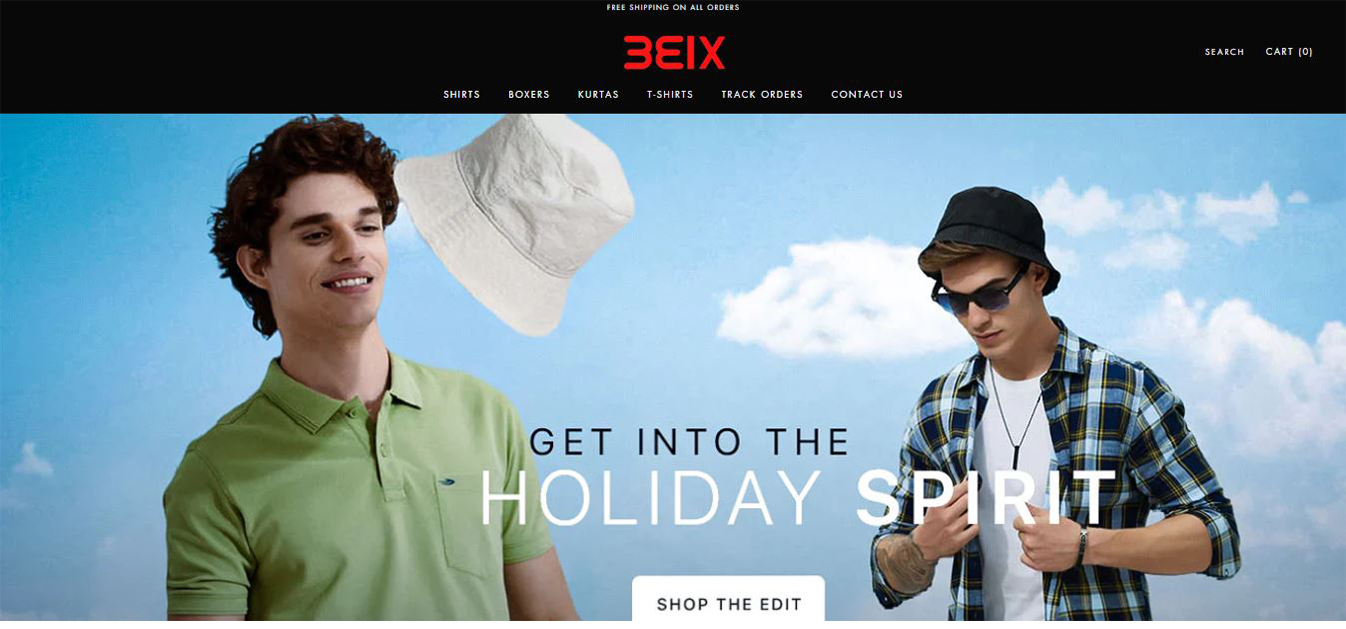 FREE SHIPPING ON ALL ORDERS
BEIX
SEARCH CART (0)
SHIRTS BOXERS KURTAS T-SHIRTS TRACK ORDERS CONTACT US
GET INTO THE
HOLIDAY SPIRIT
SHOP THE EDIT